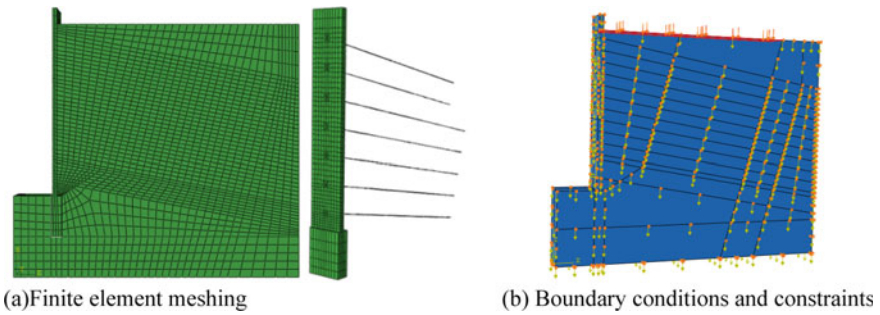 (a)Finite element meshing
(b) Boundary conditions and constraints